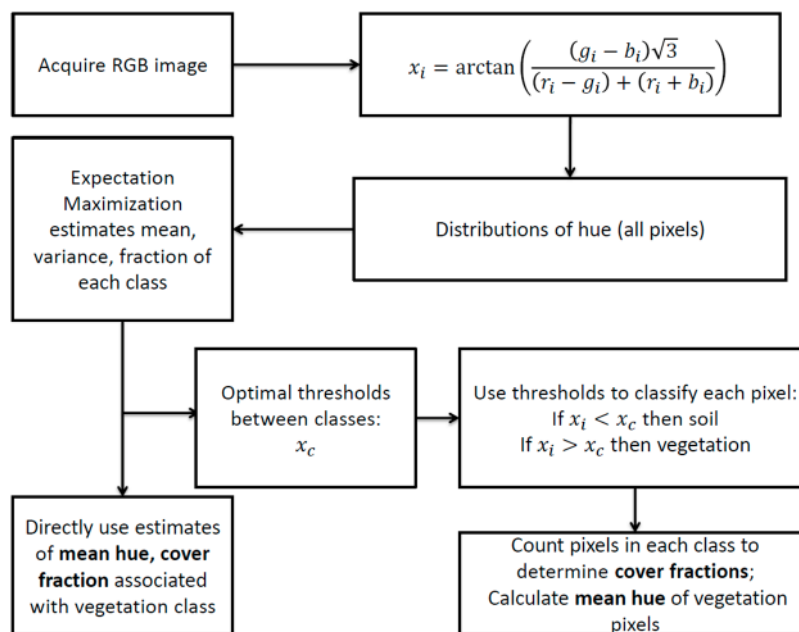 Acquire RGB image
x_i = arctan( (g_i − b_i)√3 / ((r_i − g_i) + (r_i + b_i)) )
Distributions of hue (all pixels)
Expectation
Maximization
estimates mean,
variance, fraction of
each class
Optimal thresholds
between classes:
x_c
Use thresholds to classify each pixel:
If x_i < x_c then soil
If x_i > x_c then vegetation
Directly use estimates
of mean hue, cover
fraction associated
with vegetation class
Count pixels in each class to
determine cover fractions;
Calculate mean hue of vegetation
pixels